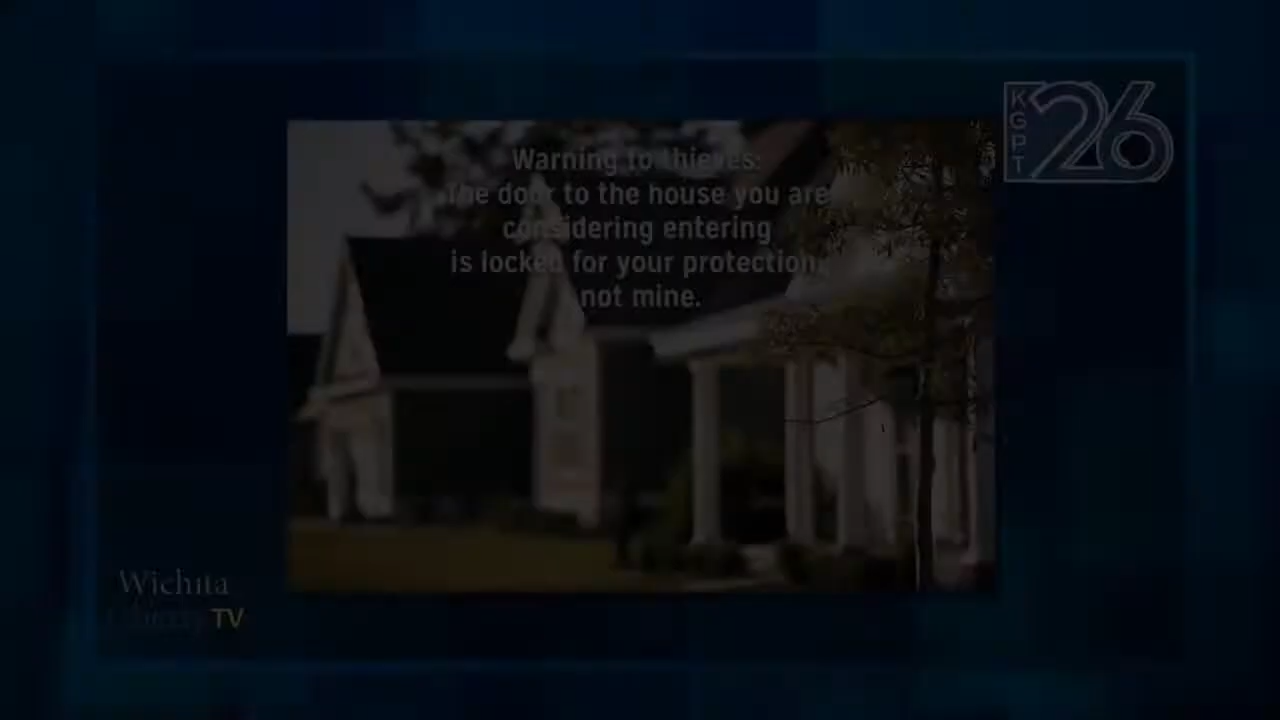 KGPT
26
Warning to thieves:
The door to the house you are
considering entering
is locked for your protection,
not mine.
Wichita
TV